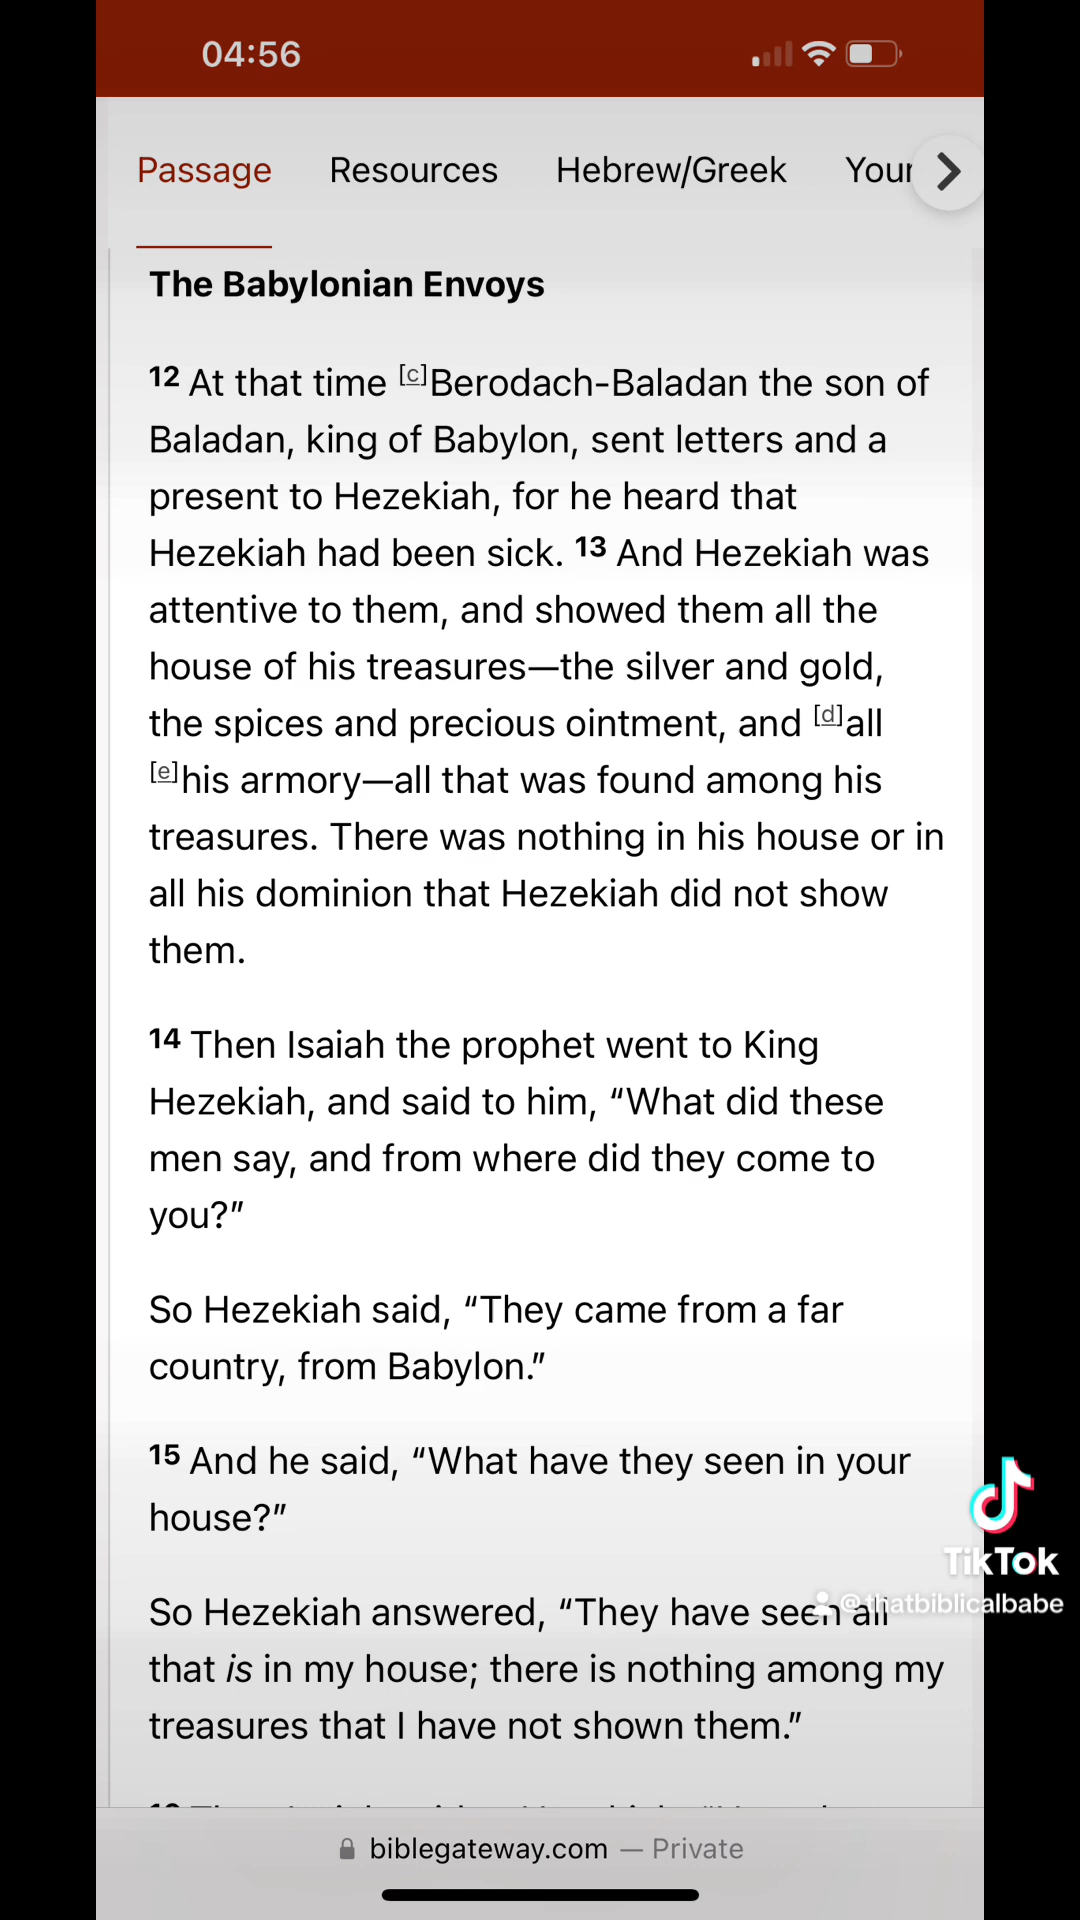 04:56
Passage Resources Hebrew/Greek Your
The Babylonian Envoys
12 At that time [c]Berodach-Baladan the son of
Baladan, king of Babylon, sent letters and a
present to Hezekiah, for he heard that
Hezekiah had been sick. 13 And Hezekiah was
attentive to them, and showed them all the
house of his treasures—the silver and gold,
the spices and precious ointment, and [d]all
[e]his armory—all that was found among his
treasures. There was nothing in his house or in
all his dominion that Hezekiah did not show
them.
14 Then Isaiah the prophet went to King
Hezekiah, and said to him, “What did these
men say, and from where did they come to
you?”
So Hezekiah said, “They came from a far
country, from Babylon.”
15 And he said, “What have they seen in your
house?”
TikTok
@thatbiblicalbabe
So Hezekiah answered, “They have seen all
that is in my house; there is nothing among my
treasures that I have not shown them.”
biblegateway.com — Private